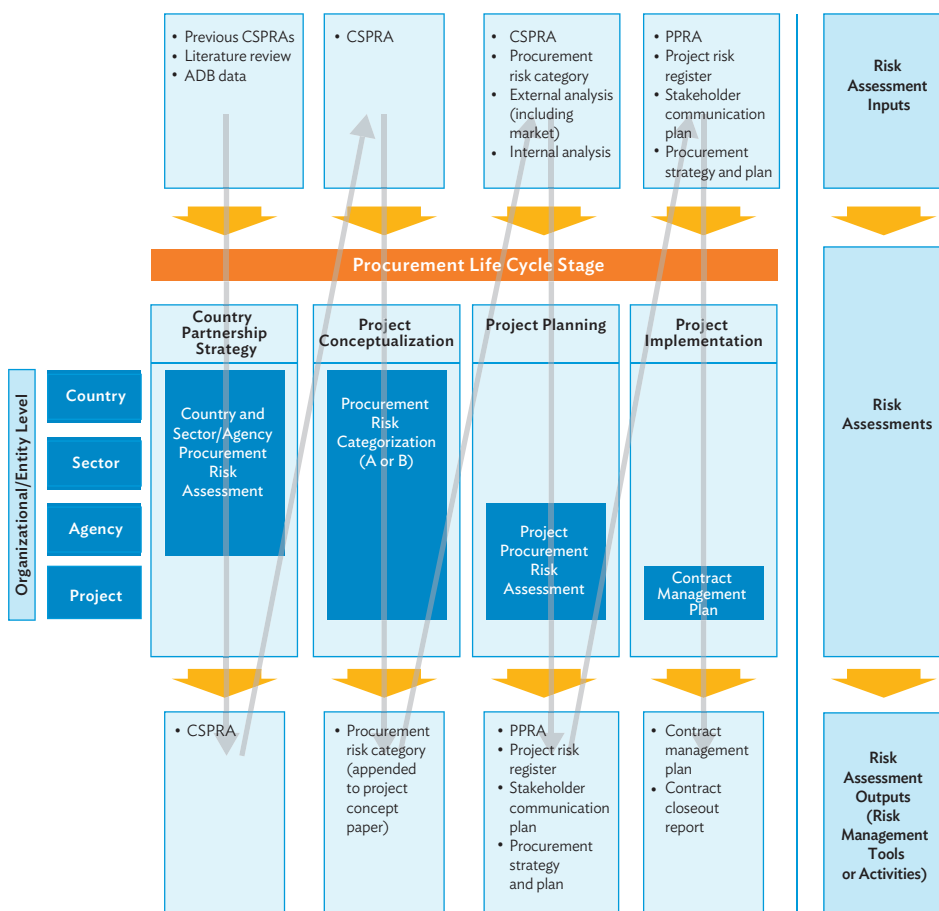 • Previous CSPRAs
• Literature review
• ADB data
• CSPRA
• CSPRA
• Procurement
risk category
• External analysis
(including
market)
• Internal analysis
• PPRA
• Project risk
register
• Stakeholder
communication
plan
• Procurement
strategy and plan
Risk
Assessment
Inputs
Procurement Life Cycle Stage
Country
Partnership
Strategy
Project
Conceptualization
Project Planning
Project
Implementation
Organizational/Entity Level
Country
Sector
Agency
Project
Country and
Sector/Agency
Procurement
Risk
Assessment
Procurement
Risk
Categorization
(A or B)
Project
Procurement
Risk
Assessment
Contract
Management
Plan
Risk
Assessments
• CSPRA
• Procurement
risk category
(appended
to project
concept
paper)
• PPRA
• Project risk
register
• Stakeholder
communication
plan
• Procurement
strategy
and plan
• Contract
management
plan
• Contract
closeout
report
Risk
Assessment
Outputs
(Risk
Management
Tools
or Activities)